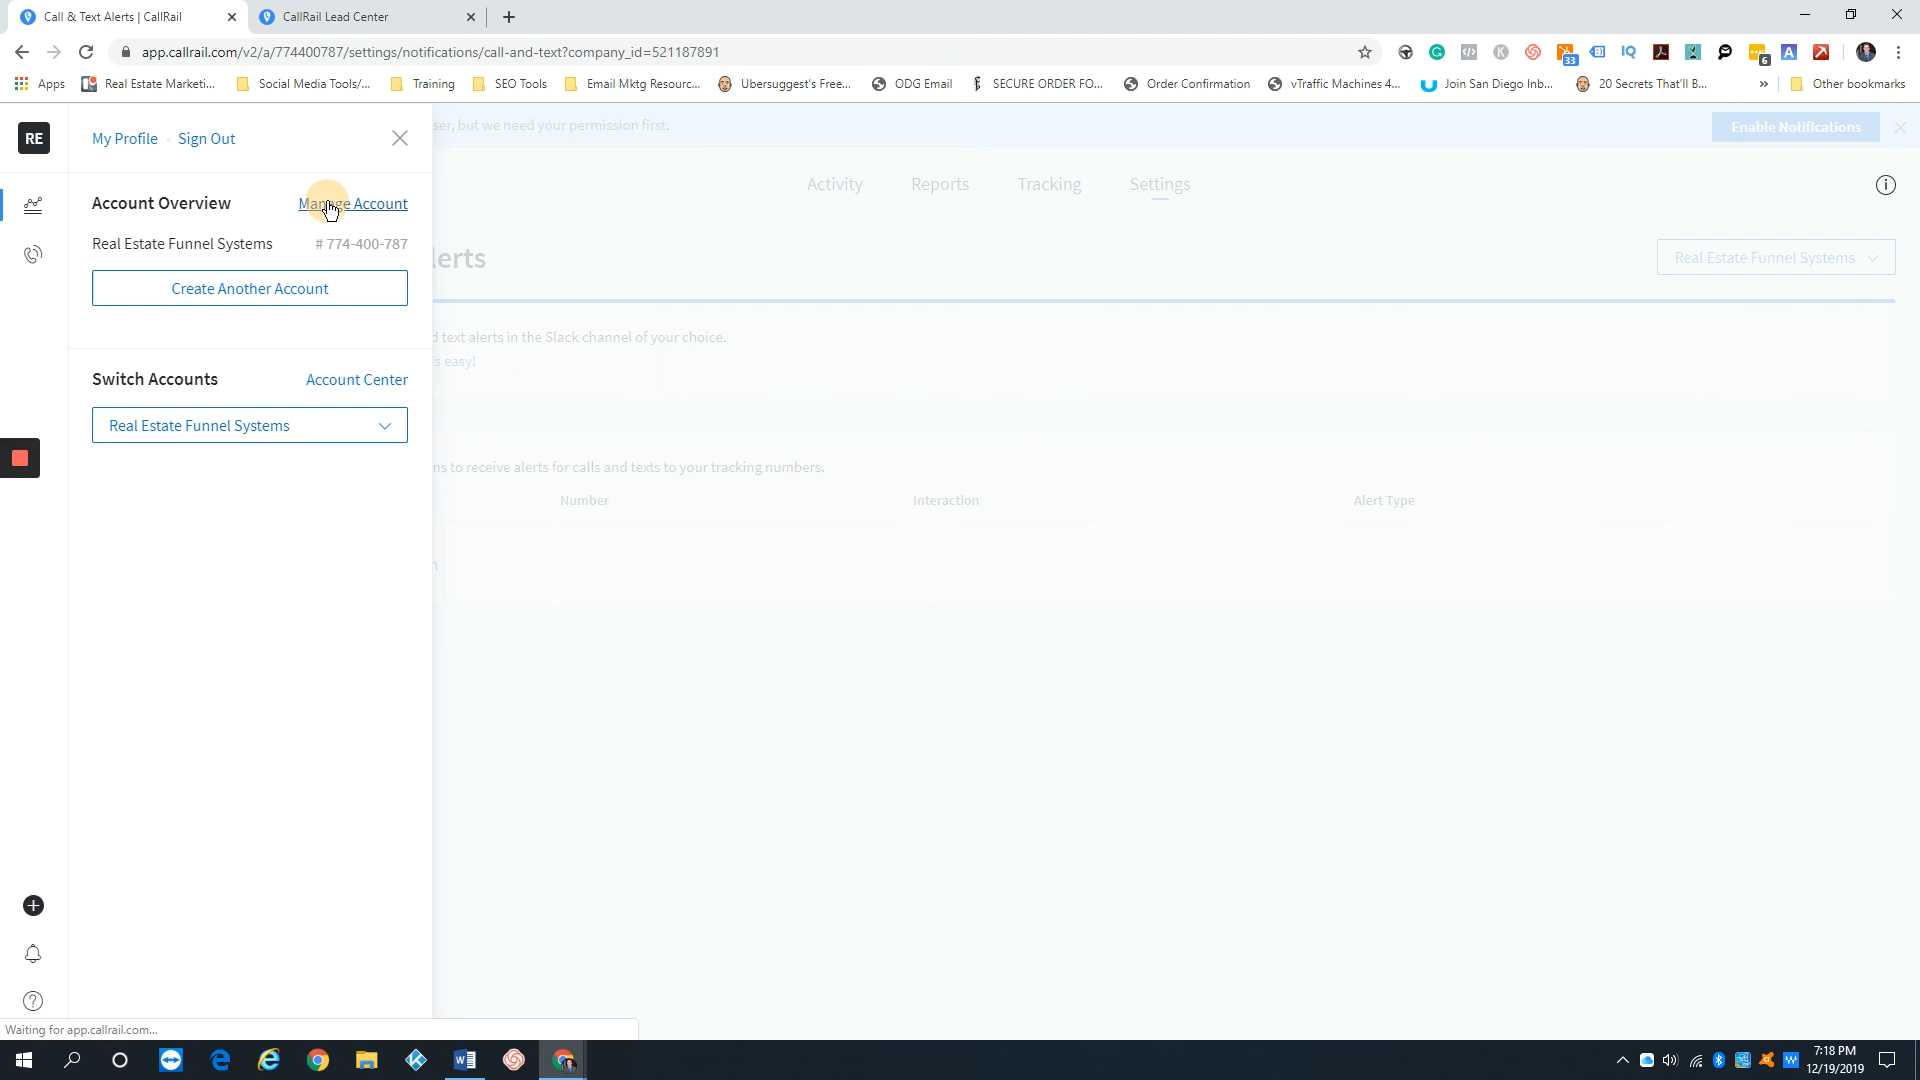 Call & Text Alerts | CallRail
CallRail Lead Center
app.callrail.com/v2/a/774400787/settings/notifications/call-and-text?company_id=521187891
33
6
Apps
Real Estate Marketi...
Social Media Tools/...
Training
SEO Tools
Email Mktg Resourc...
Ubersuggest's Free...
ODG Email
SECURE ORDER FO...
Order Confirmation
vTraffic Machines 4...
Join San Diego Inb...
20 Secrets That'll B...
Other bookmarks
RE
My Profile
Sign Out
ser, but we need your permission first.
Enable Notifications
Activity
Reports
Tracking
Settings
Account Overview
Manage Account
Real Estate Funnel Systems
# 774-400-787
lerts
Real Estate Funnel Systems
Create Another Account
d text alerts in the Slack channel of your choice.
s easy!
Switch Accounts
Account Center
Real Estate Funnel Systems
ns to receive alerts for calls and texts to your tracking numbers.
Number
Interaction
Alert Type
Waiting for app.callrail.com...
7:18 PM
12/19/2019